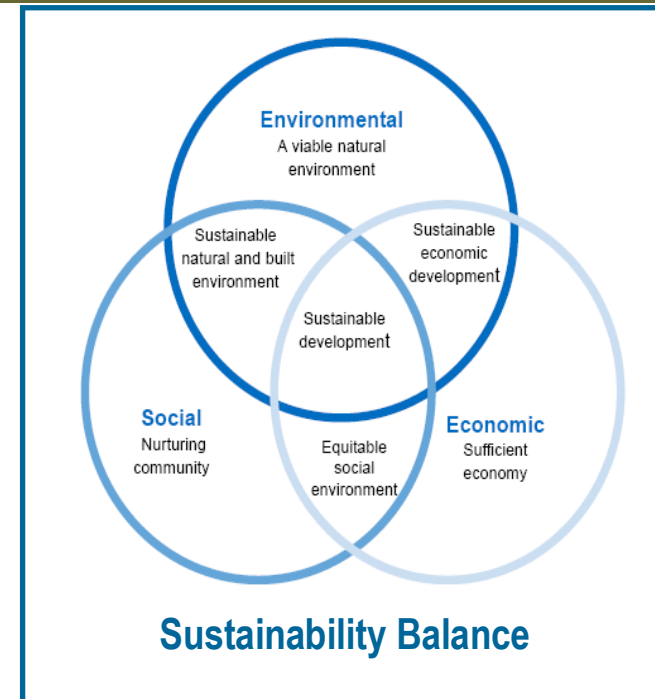 Environmental
A viable natural
environment
Sustainable
natural and built
environment
Sustainable
economic
development
Sustainable
development
Social
Nurturing
community
Equitable
social
environment
Economic
Sufficient
economy
Sustainability Balance